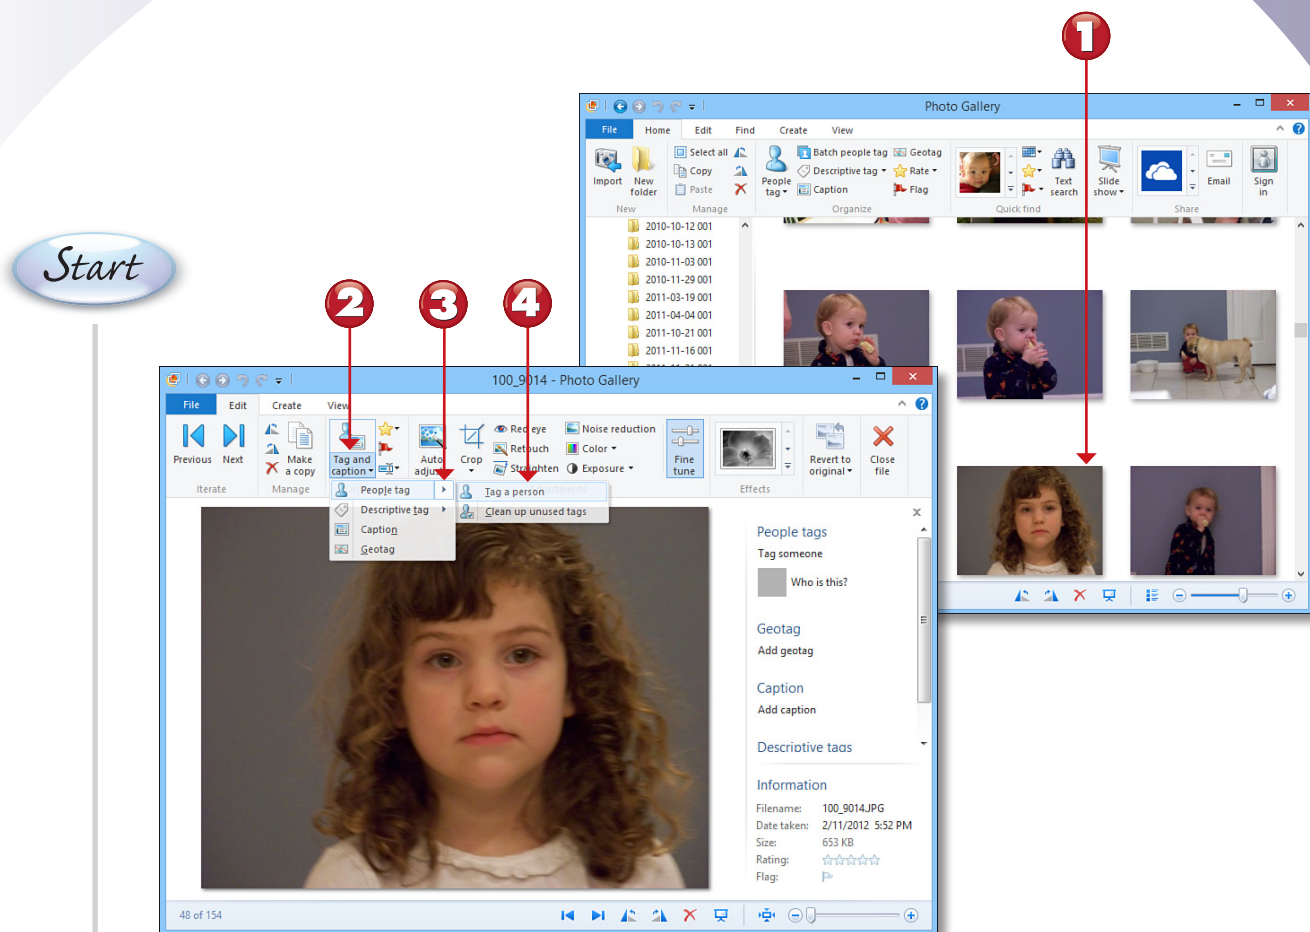 1
Photo Gallery
File Home Edit Find Create View
Import
New folder
Select all
Copy
Paste
People tag
Batch people tag
Descriptive tag
Caption
Geotag
Rate
Flag
Text search
Slide show
Email
Sign in
New Manage Organize Quick find Share
2010-10-12 001
2010-10-13 001
2010-11-03 001
2010-11-29 001
2011-03-19 001
2011-04-04 001
2011-10-21 001
2011-11-16 001
Start
2 3 4
100_9014 - Photo Gallery
File Edit Create View
Previous Next
Make a copy
Tag and caption
Auto adjust
Crop
Red eye
Retouch
Straighten
Noise reduction
Color
Exposure
Fine tune
Revert to original
Close file
Iterate Manage Effects
People tag
Descriptive tag
Caption
Geotag
Tag a person
Clean up unused tags
People tags
Tag someone
Who is this?
Geotag
Add geotag
Caption
Add caption
Descriptive tags
Information
Filename: 100_9014.JPG
Date taken: 2/11/2012 5:52 PM
Size: 653 KB
Rating:
Flag:
48 of 154